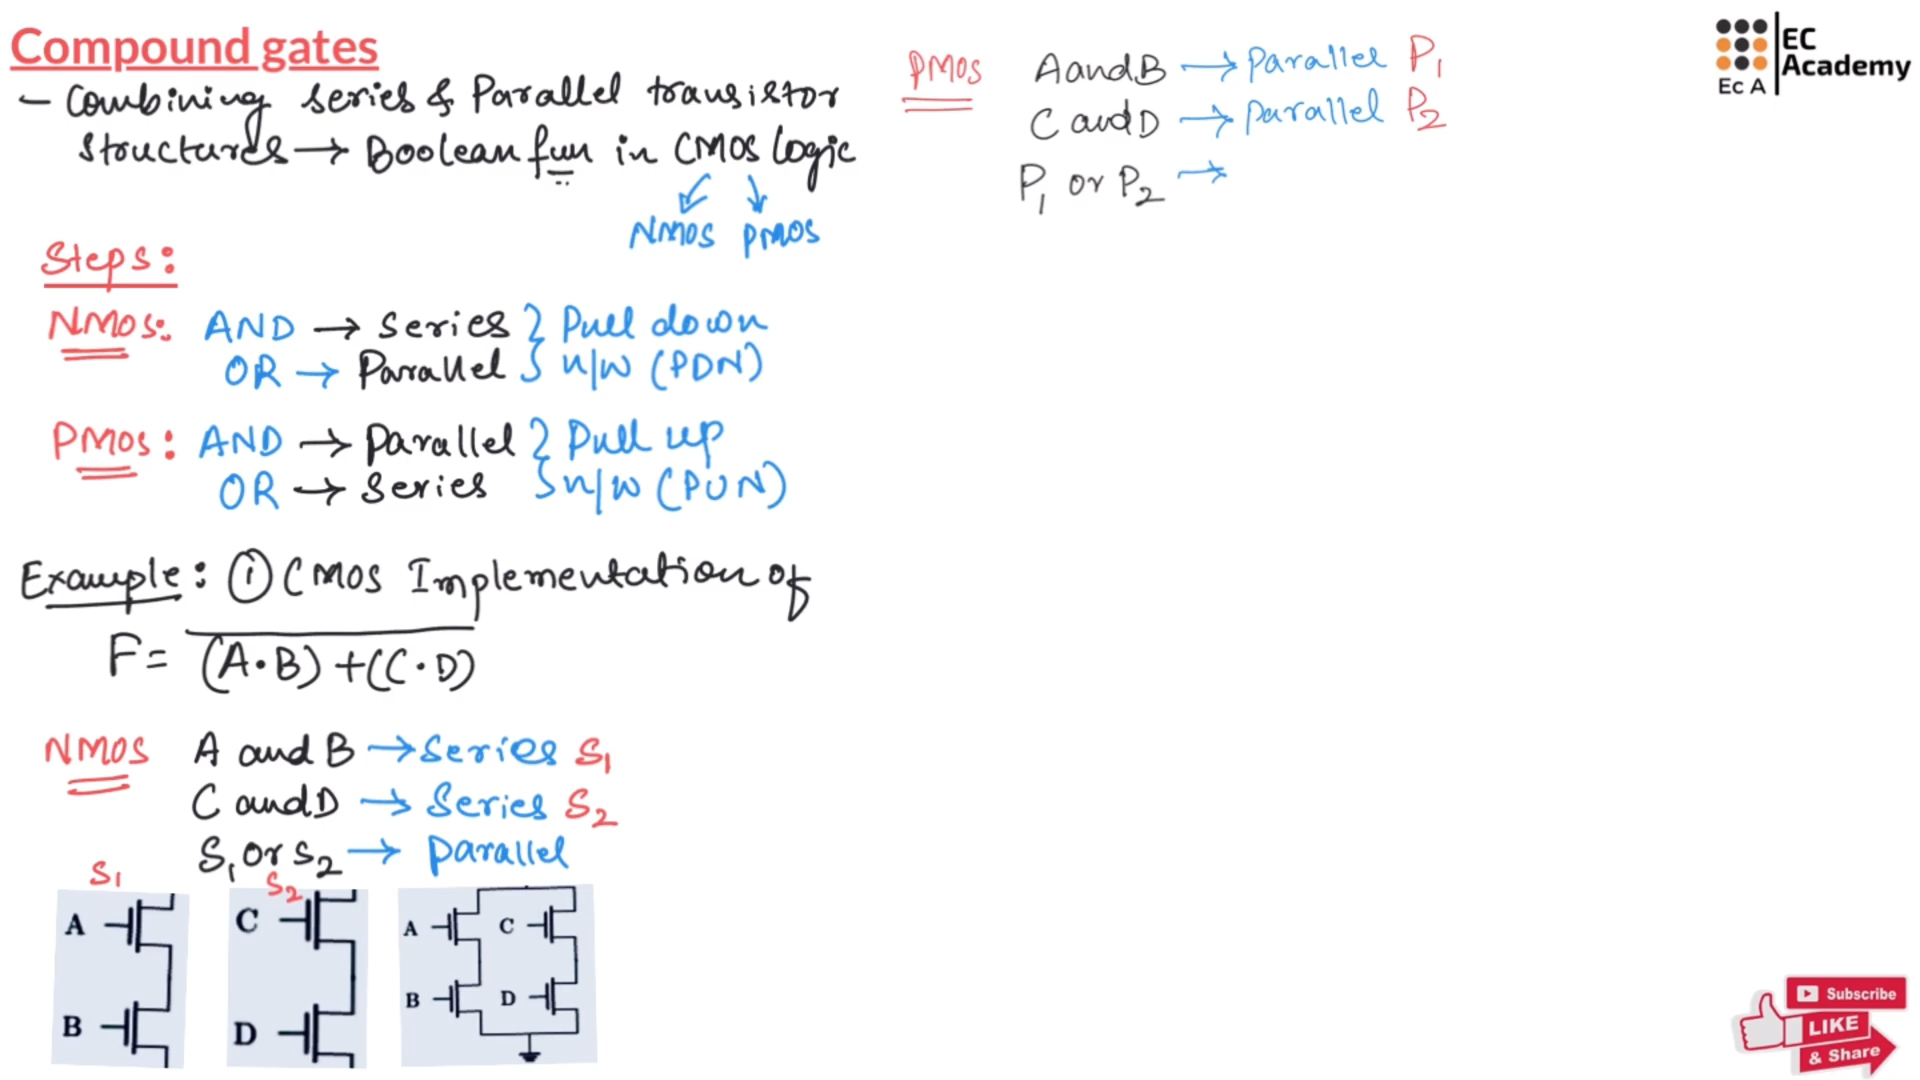 Compound gates
- Combining series & Parallel transistor
structures → Boolean fun in CMOS logic
NMOS PMOS
Steps:
NMOS: AND → Series } Pull down
OR → Parallel } n/w (PDN)
PMOS: AND → Parallel } Pull up
OR → Series } n/w (PUN)
Example: ① CMOS Implementation of
F = \overline{(A·B)+(C·D)}
NMOS A and B → Series S1
C and D → Series S2
S1 or S2 → Parallel
S1 S2
A C A C
B D B D
PMOS A and B → Parallel P1
C and D → Parallel P2
P1 or P2 →
EC
Academy
Ec A
Subscribe
LIKE
& Share